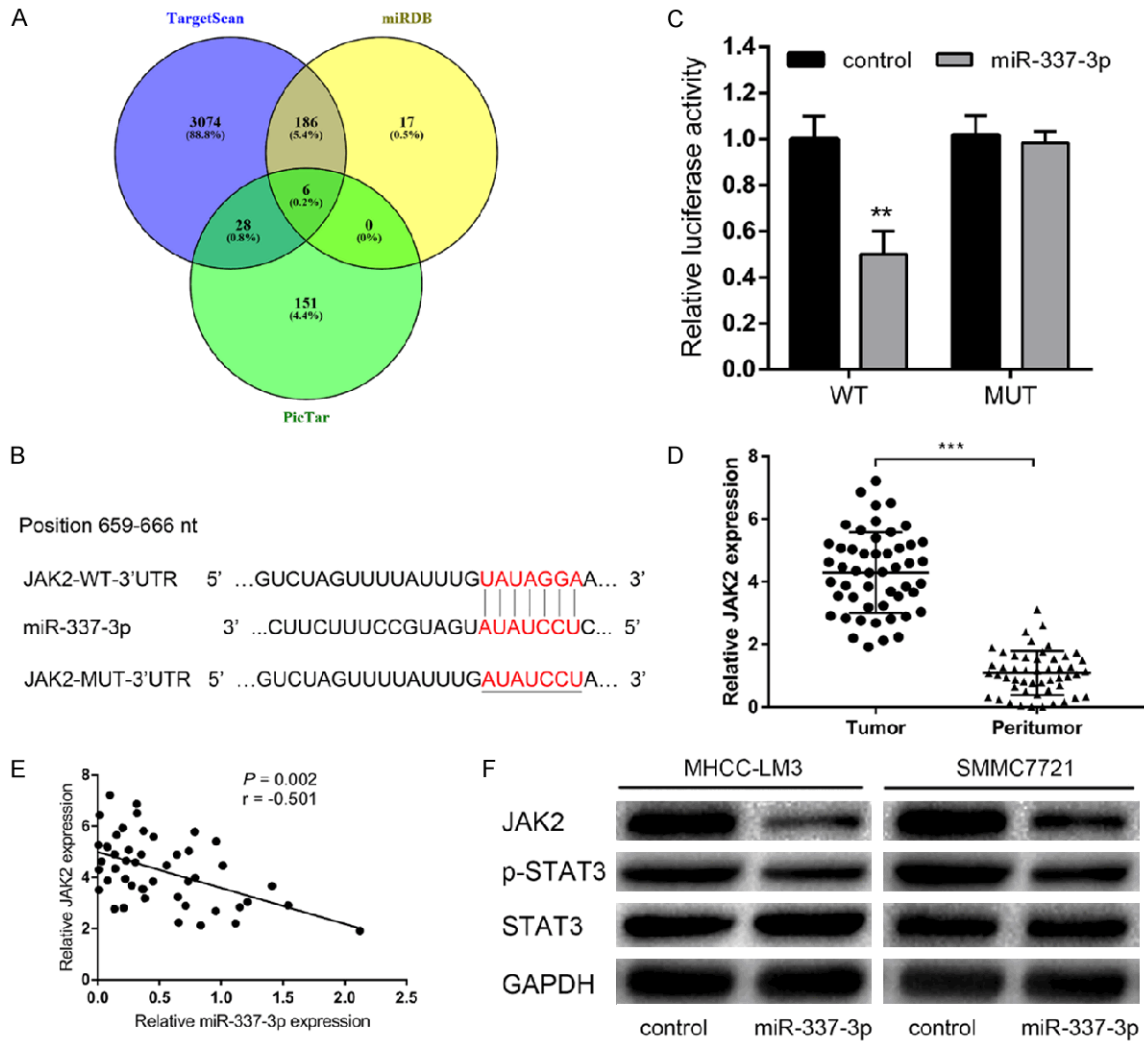 A
TargetScan
miRDB
3074
(88.8%)
186
(5.4%)
17
(0.5%)
6
(0.2%)
28
(0.8%)
0
(0%)
151
(4.4%)
PicTar
B
Position 659-666 nt
JAK2-WT-3'UTR 5' ...GUCUAGUUUUAUUUGUAUAGGAA... 3'
miR-337-3p 3' ...CUUCUUUCCGUAGUAUAUCCUC... 5'
JAK2-MUT-3'UTR 5' ...GUCUAGUUUUAUUUGAUAUCCUA... 3'
C
control miR-337-3p
Relative luciferase activity
1.4
1.2
1.0
0.8
0.6
0.4
0.2
0.0
**
WT MUT
D
***
Relative JAK2 expression
8
6
4
2
0
Tumor Peritumor
E
P = 0.002
r = -0.501
Relative JAK2 expression
8
6
4
2
0
0.0 0.5 1.0 1.5 2.0 2.5
Relative miR-337-3p expression
F
MHCC-LM3 SMMC7721
JAK2
p-STAT3
STAT3
GAPDH
control miR-337-3p control miR-337-3p